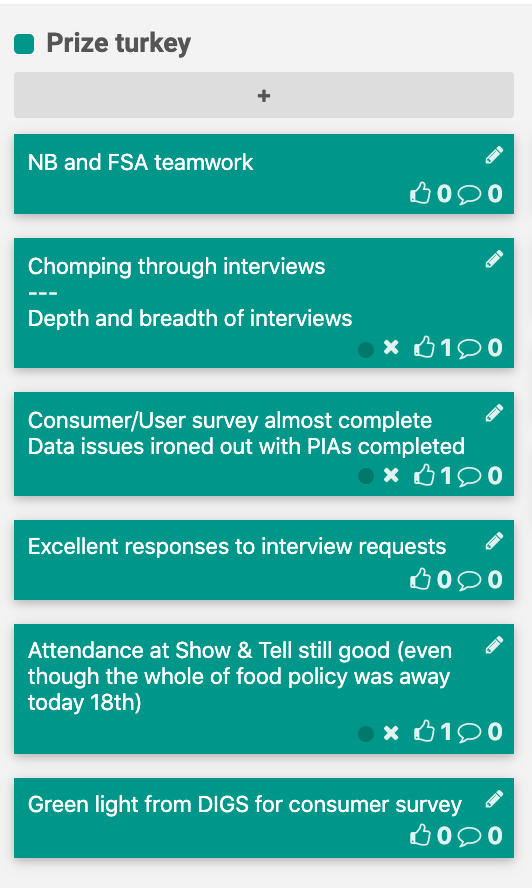 Prize turkey
+
NB and FSA teamwork
0 0
Chomping through interviews
---
Depth and breadth of interviews
1 0
Consumer/User survey almost complete
Data issues ironed out with PIAs completed
1 0
Excellent responses to interview requests
0 0
Attendance at Show & Tell still good (even
though the whole of food policy was away
today 18th)
1 0
Green light from DIGS for consumer survey
0 0